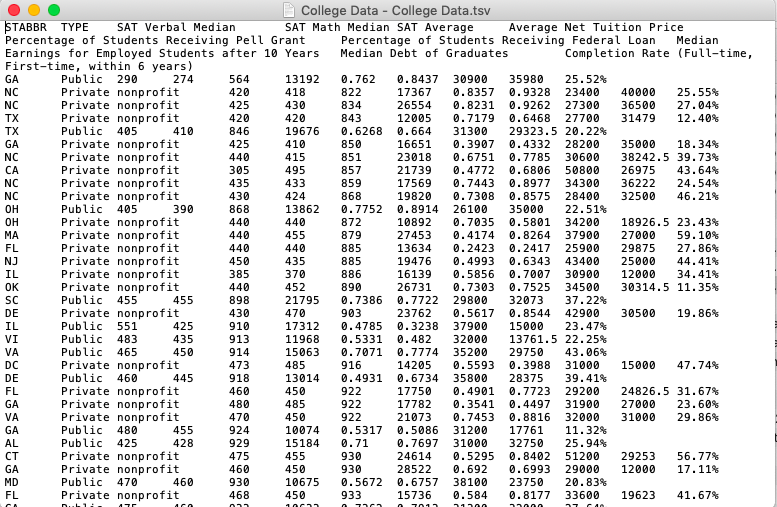 College Data - College Data.tsv
STABBR TYPE SAT Verbal Median SAT Math Median SAT Average Average Net Tuition Price
Percentage of Students Receiving Pell Grant Percentage of Students Receiving Federal Loan Median
Earnings for Employed Students after 10 Years Median Debt of Graduates Completion Rate (Full-time,
First-time, within 6 years)
GA Public 290 274 564 13192 0.762 0.8437 30900 35980 25.52%
NC Private nonprofit 420 418 822 17367 0.8357 0.9328 23400 40000 25.55%
NC Private nonprofit 425 430 834 26554 0.8231 0.9262 27300 36500 27.04%
TX Private nonprofit 420 420 843 12005 0.7179 0.6468 27700 31479 12.40%
TX Public 405 410 846 19676 0.6268 0.664 31300 29323.5 20.22%
GA Private nonprofit 425 410 850 16651 0.3907 0.4332 28200 35000 18.34%
NC Private nonprofit 440 415 851 23018 0.6751 0.7785 30600 38242.5 39.73%
CA Private nonprofit 305 495 857 21739 0.4772 0.6806 50800 26975 43.64%
NC Private nonprofit 435 433 859 17569 0.7443 0.8977 34300 36222 24.54%
NC Private nonprofit 430 424 868 19820 0.7308 0.8575 28400 32500 46.21%
OH Public 405 390 868 13862 0.7752 0.8914 26100 35000 22.51%
OH Private nonprofit 440 440 872 10892 0.7035 0.5801 34200 18926.5 23.43%
MA Private nonprofit 440 455 879 27453 0.4174 0.8264 37900 27000 59.10%
FL Private nonprofit 440 440 885 13634 0.2423 0.2417 25900 29875 27.86%
NJ Private nonprofit 450 435 885 19476 0.4993 0.6343 43400 25000 44.41%
IL Private nonprofit 385 370 886 16139 0.5856 0.7007 30900 12000 34.41%
OK Private nonprofit 440 452 890 26731 0.7303 0.7525 34500 30314.5 11.35%
SC Public 455 455 898 21795 0.7386 0.7722 29800 32073 37.22%
DE Private nonprofit 430 470 903 23762 0.5617 0.8544 42900 30500 19.86%
IL Public 551 425 910 17312 0.4785 0.3238 37900 15000 23.47%
VI Public 483 435 913 11968 0.5331 0.482 32000 13761.5 22.25%
VA Public 465 450 914 15063 0.7071 0.7774 35200 29750 43.06%
DC Private nonprofit 473 485 916 14205 0.5593 0.3988 31000 15000 47.74%
DE Public 460 445 918 13014 0.4931 0.6734 35800 28375 39.41%
FL Private nonprofit 460 450 922 17750 0.4901 0.7723 29200 24826.5 31.67%
GA Private nonprofit 480 485 922 17782 0.3541 0.4497 31900 27000 23.60%
VA Private nonprofit 470 450 922 21073 0.7453 0.8816 32000 31000 29.86%
GA Public 480 455 924 10074 0.5317 0.5086 31200 17761 11.32%
AL Public 425 428 929 15184 0.71 0.7697 31000 32750 25.94%
CT Private nonprofit 475 455 930 24614 0.5295 0.8402 51200 29253 56.77%
GA Private nonprofit 460 450 930 28522 0.692 0.6993 29000 12000 17.11%
MD Public 470 460 930 10675 0.5672 0.6757 38100 23750 20.83%
FL Private nonprofit 468 450 933 15736 0.584 0.8177 33600 19623 41.67%